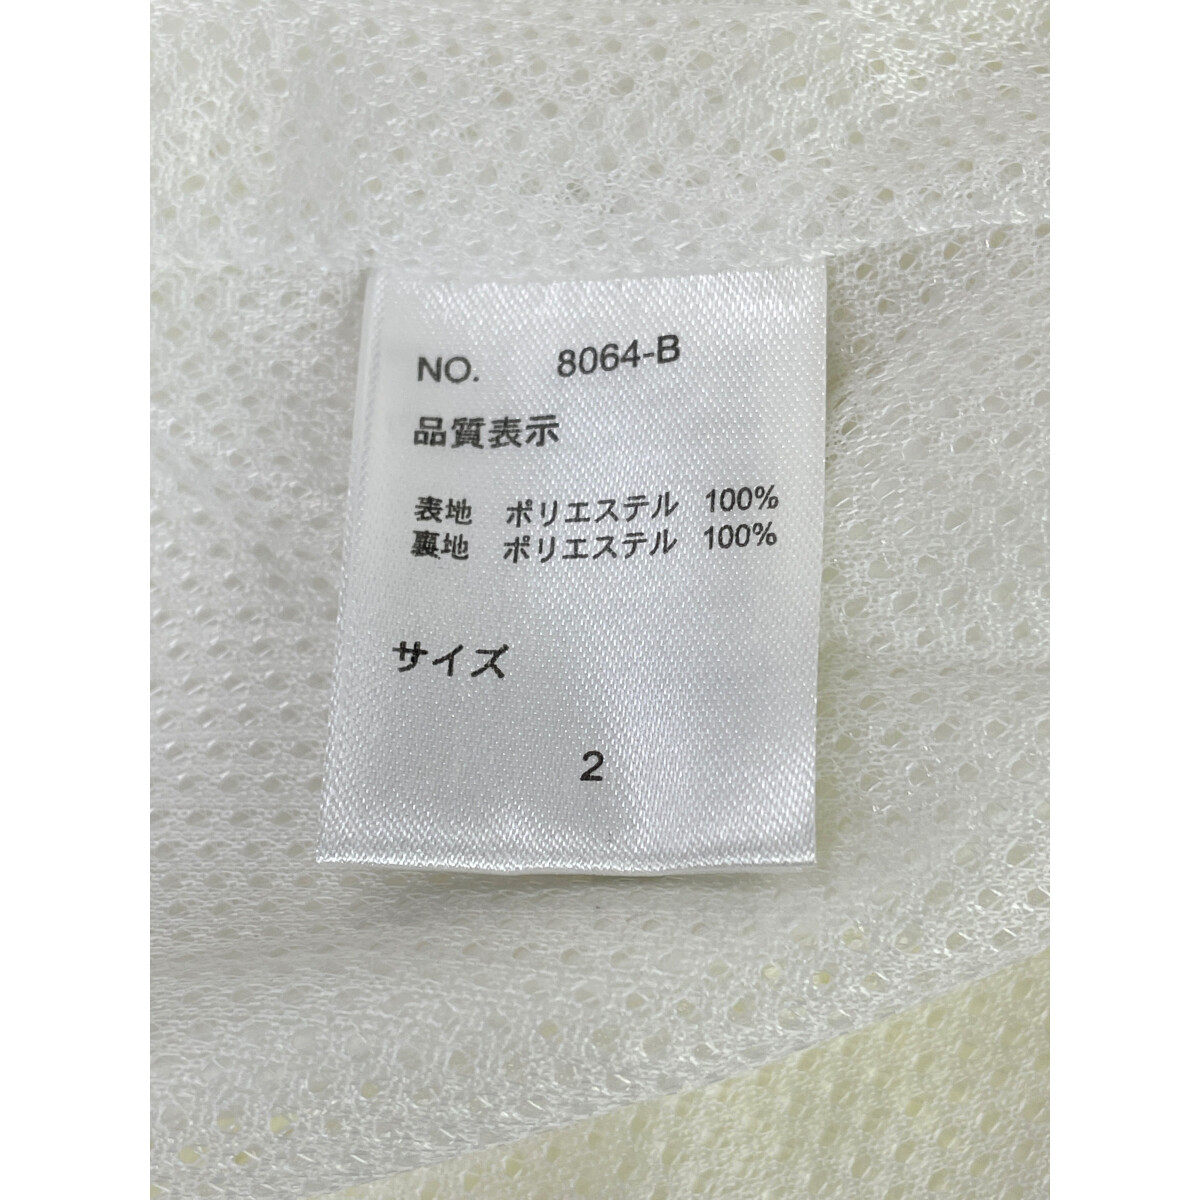 NO. 8064-B
品質表示
表地 ポリエステル 100%
裏地 ポリエステル 100%
サイズ
2